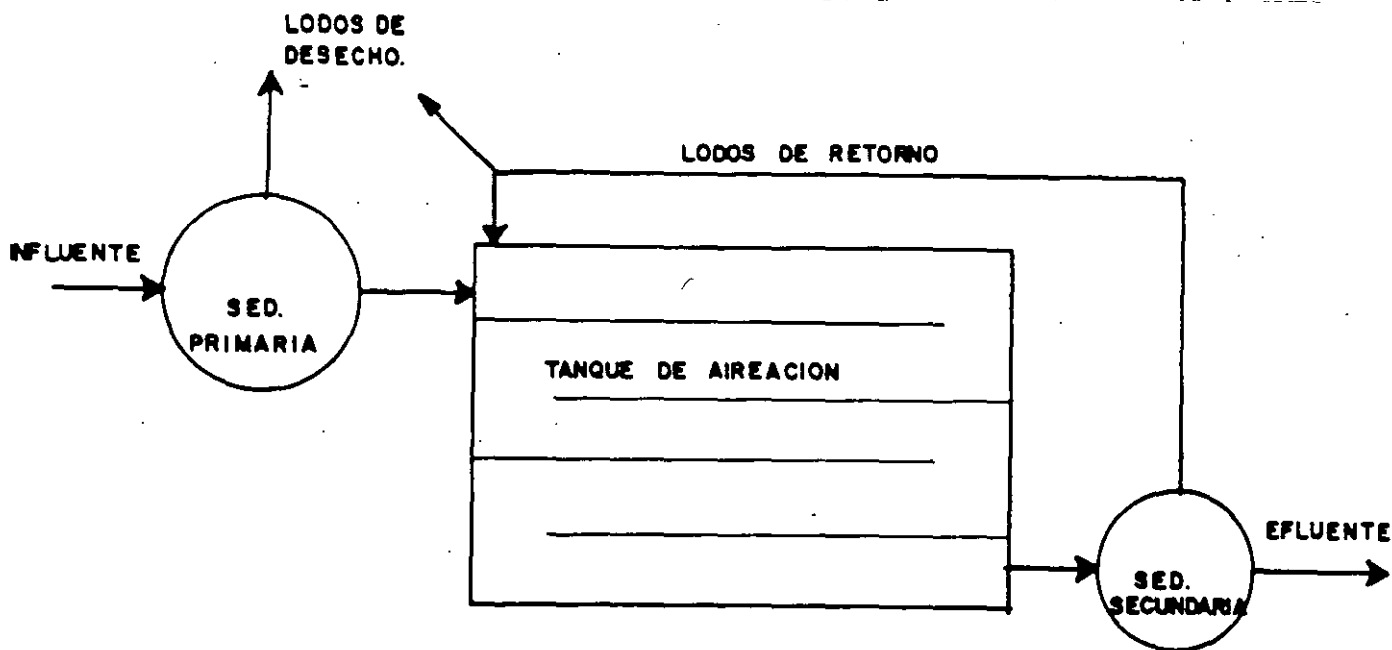 LODOS DE
DESECHO.
LODOS DE RETORNO
INFLUENTE
SED.
PRIMARIA
TANQUE DE AIREACION
EFLUENTE
SED.
SECUNDARIA